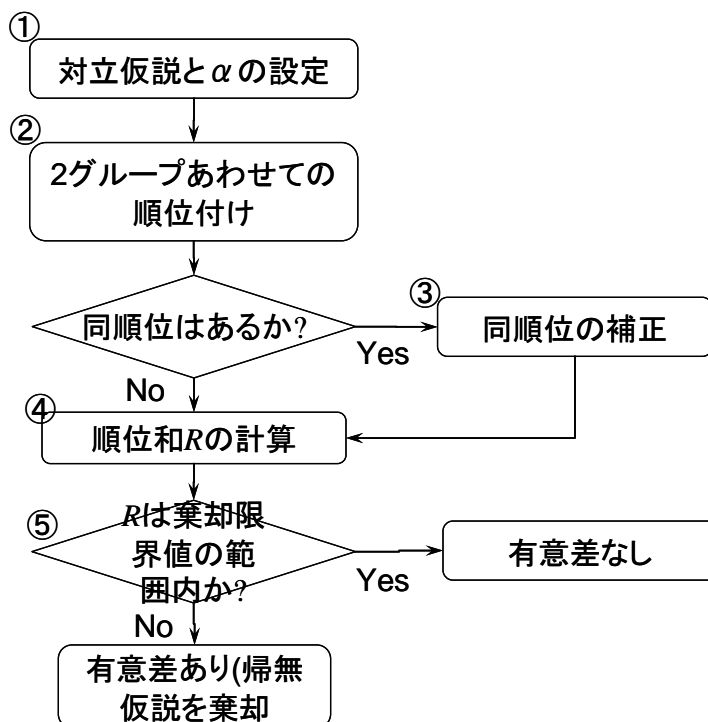 ①
対立仮説とαの設定
②
2グループあわせての
順位付け
同順位はあるか?
Yes
③
同順位の補正
No
④
順位和Rの計算
⑤
Rは棄却限
界値の範
囲内か?
Yes
有意差なし
No
有意差あり(帰無
仮説を棄却